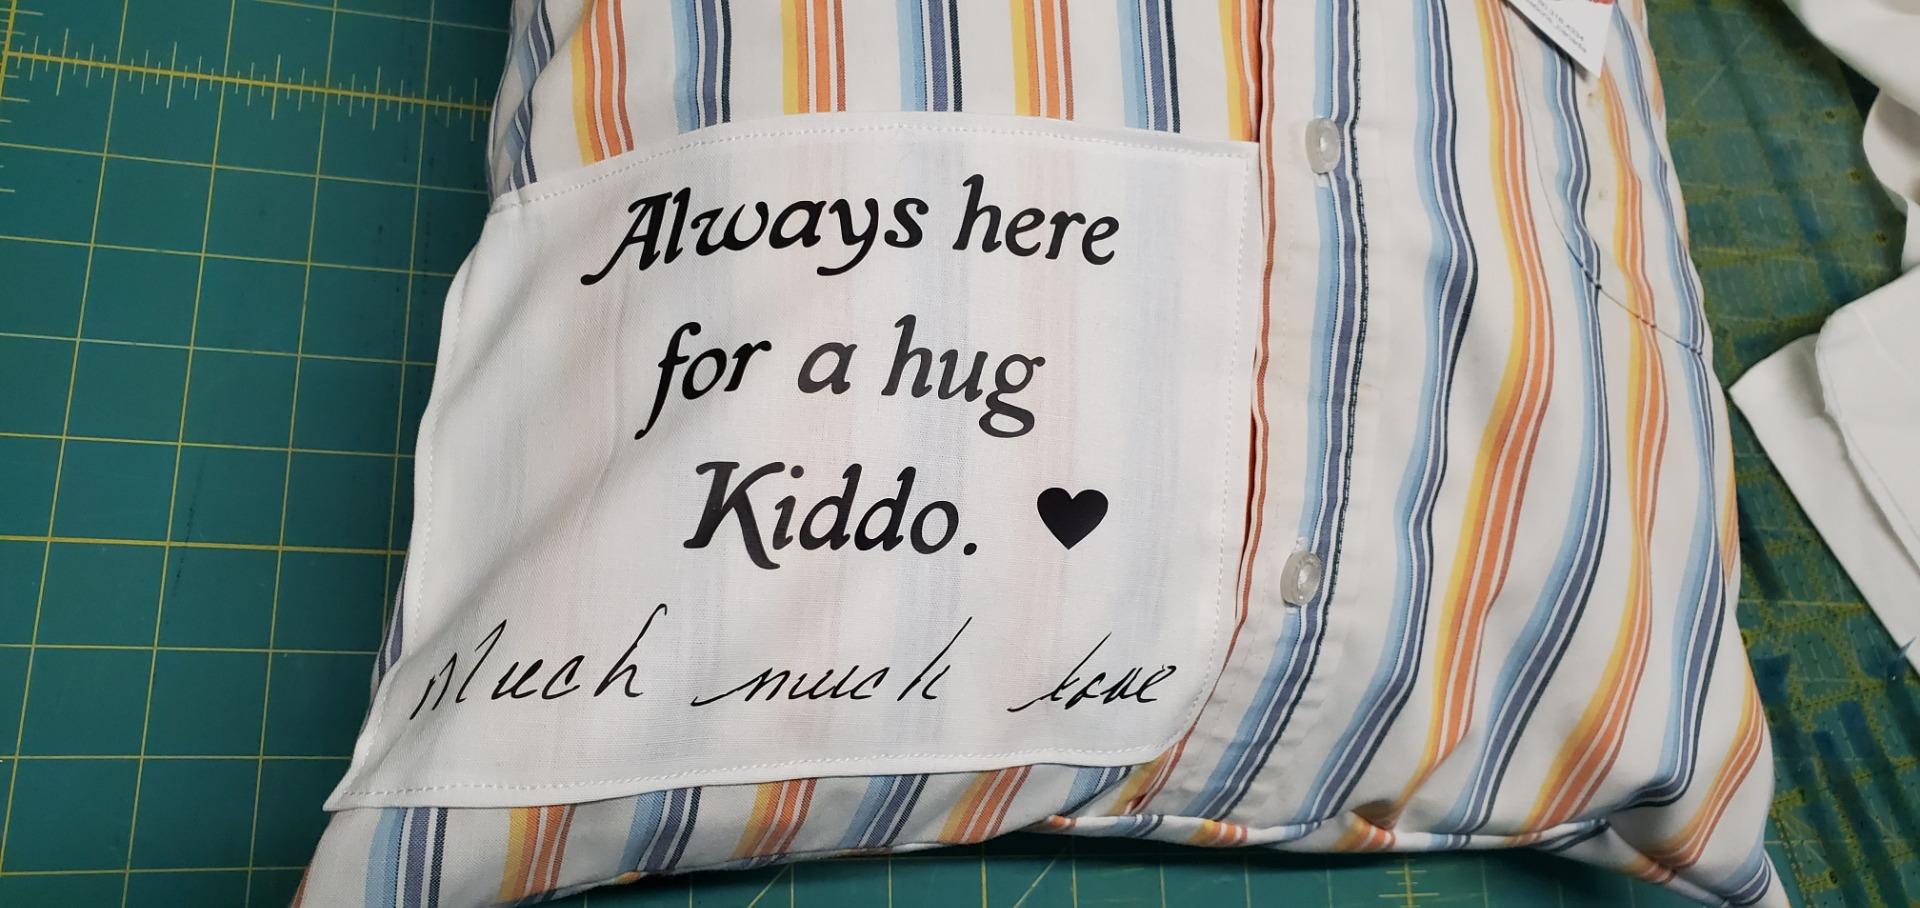 Always here
for a hug
Kiddo. ♥
Much much love